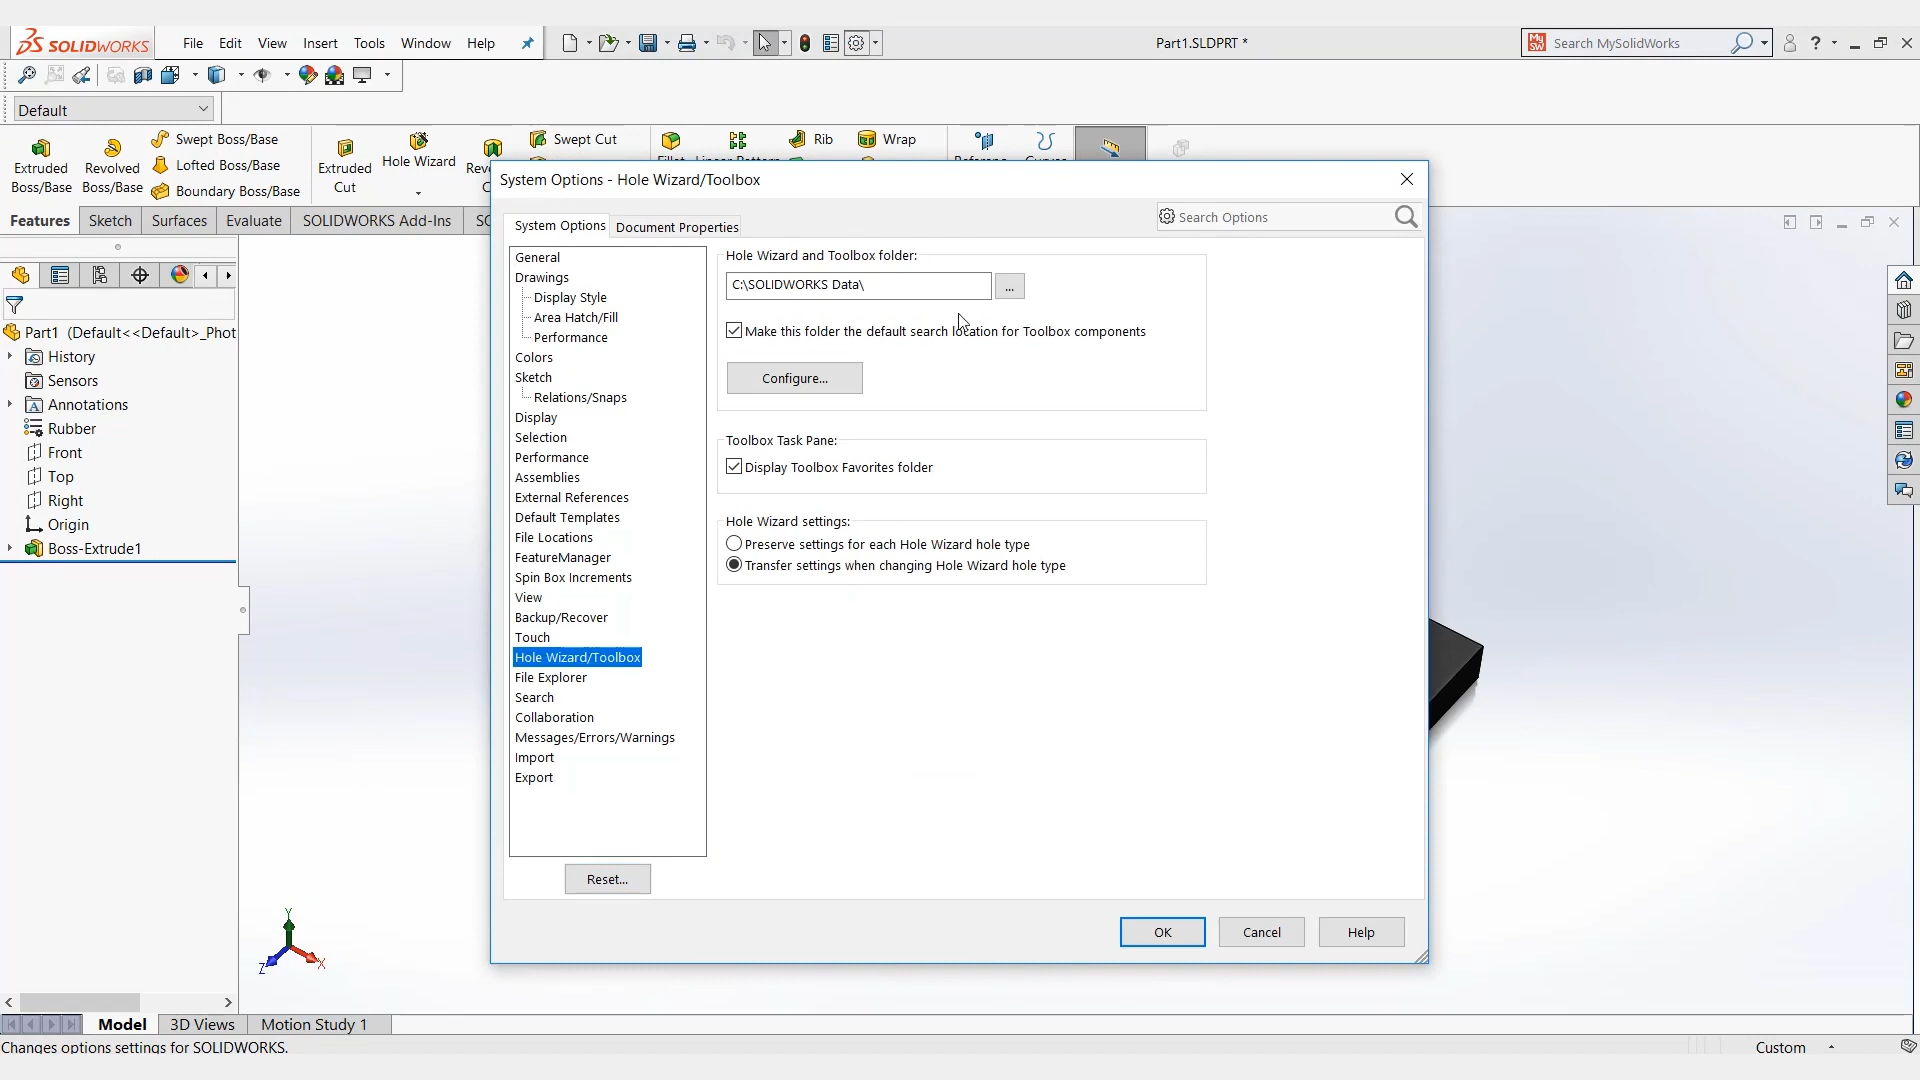 SOLIDWORKS
File Edit View Insert Tools Window Help
Part1.SLDPRT *
Search MySolidWorks
Default
Extruded Boss/Base
Revolved Boss/Base
Swept Boss/Base
Lofted Boss/Base
Boundary Boss/Base
Extruded Cut
Hole Wizard
Swept Cut
Rib
Wrap
Features Sketch Surfaces Evaluate SOLIDWORKS Add-Ins
Part1 (Default<<Default>_Phot
History
Sensors
Annotations
Rubber
Front
Top
Right
Origin
Boss-Extrude1
System Options - Hole Wizard/Toolbox
System Options Document Properties
Search Options
General
Drawings
Display Style
Area Hatch/Fill
Performance
Colors
Sketch
Relations/Snaps
Display
Selection
Performance
Assemblies
External References
Default Templates
File Locations
FeatureManager
Spin Box Increments
View
Backup/Recover
Touch
Hole Wizard/Toolbox
File Explorer
Search
Collaboration
Messages/Errors/Warnings
Import
Export
Reset...
Hole Wizard and Toolbox folder:
C:\SOLIDWORKS Data\
...
Make this folder the default search location for Toolbox components
Configure...
Toolbox Task Pane:
Display Toolbox Favorites folder
Hole Wizard settings:
Preserve settings for each Hole Wizard hole type
Transfer settings when changing Hole Wizard hole type
OK Cancel Help
Y
Z
X
Model 3D Views Motion Study 1
Changes options settings for SOLIDWORKS.
Custom